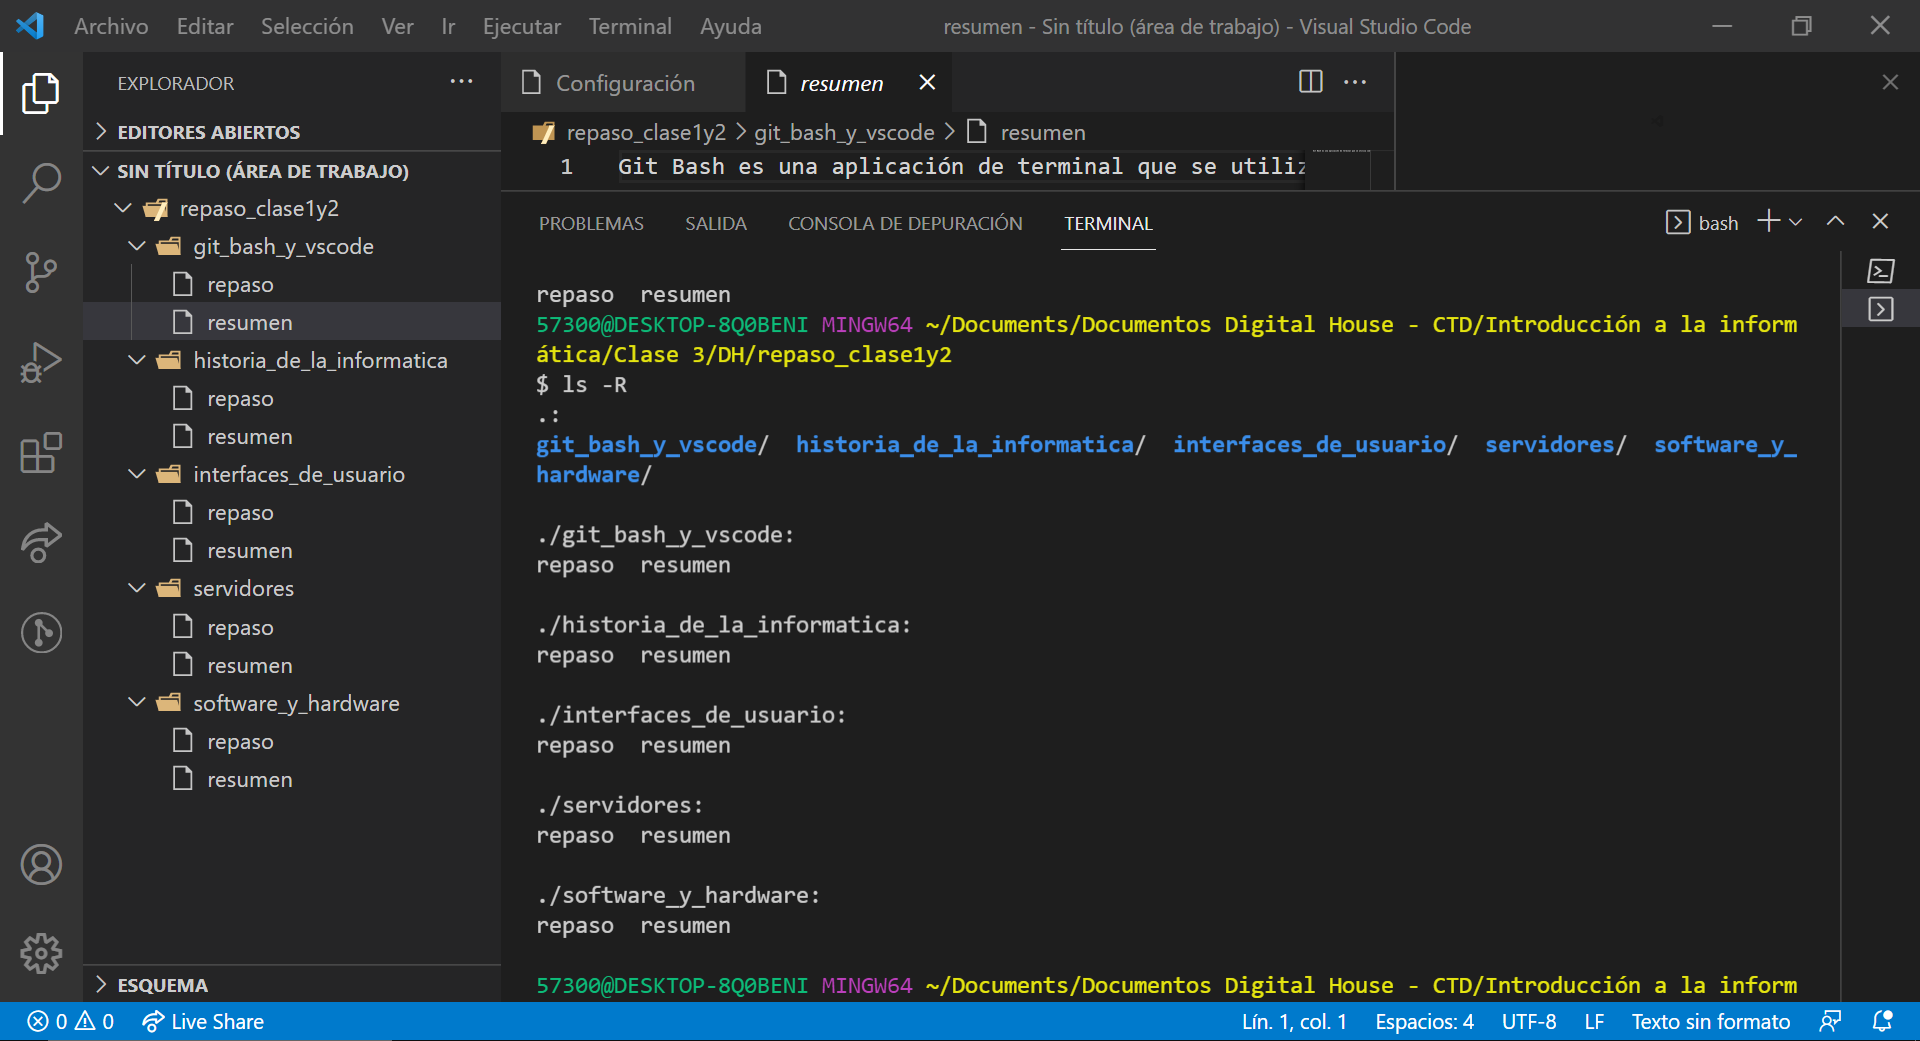 Archivo Editar Selección Ver Ir Ejecutar Terminal Ayuda resumen - Sin título (área de trabajo) - Visual Studio Code
EXPLORADOR
EDITORES ABIERTOS
SIN TÍTULO (ÁREA DE TRABAJO)
repaso_clase1y2
git_bash_y_vscode
repaso
resumen
historia_de_la_informatica
repaso
resumen
interfaces_de_usuario
repaso
resumen
servidores
repaso
resumen
software_y_hardware
repaso
resumen
ESQUEMA
Configuración resumen
repaso_clase1y2 > git_bash_y_vscode > resumen
1 Git Bash es una aplicación de terminal que se utiliz
PROBLEMAS SALIDA CONSOLA DE DEPURACIÓN TERMINAL bash
repaso resumen
57300@DESKTOP-8Q0BENI MINGW64 ~/Documents/Documentos Digital House - CTD/Introducción a la inform
ática/Clase 3/DH/repaso_clase1y2
$ ls -R
.:
git_bash_y_vscode/ historia_de_la_informatica/ interfaces_de_usuario/ servidores/ software_y_
hardware/
./git_bash_y_vscode:
repaso resumen
./historia_de_la_informatica:
repaso resumen
./interfaces_de_usuario:
repaso resumen
./servidores:
repaso resumen
./software_y_hardware:
repaso resumen
57300@DESKTOP-8Q0BENI MINGW64 ~/Documents/Documentos Digital House - CTD/Introducción a la inform
0 0 Live Share Lín. 1, col. 1 Espacios: 4 UTF-8 LF Texto sin formato